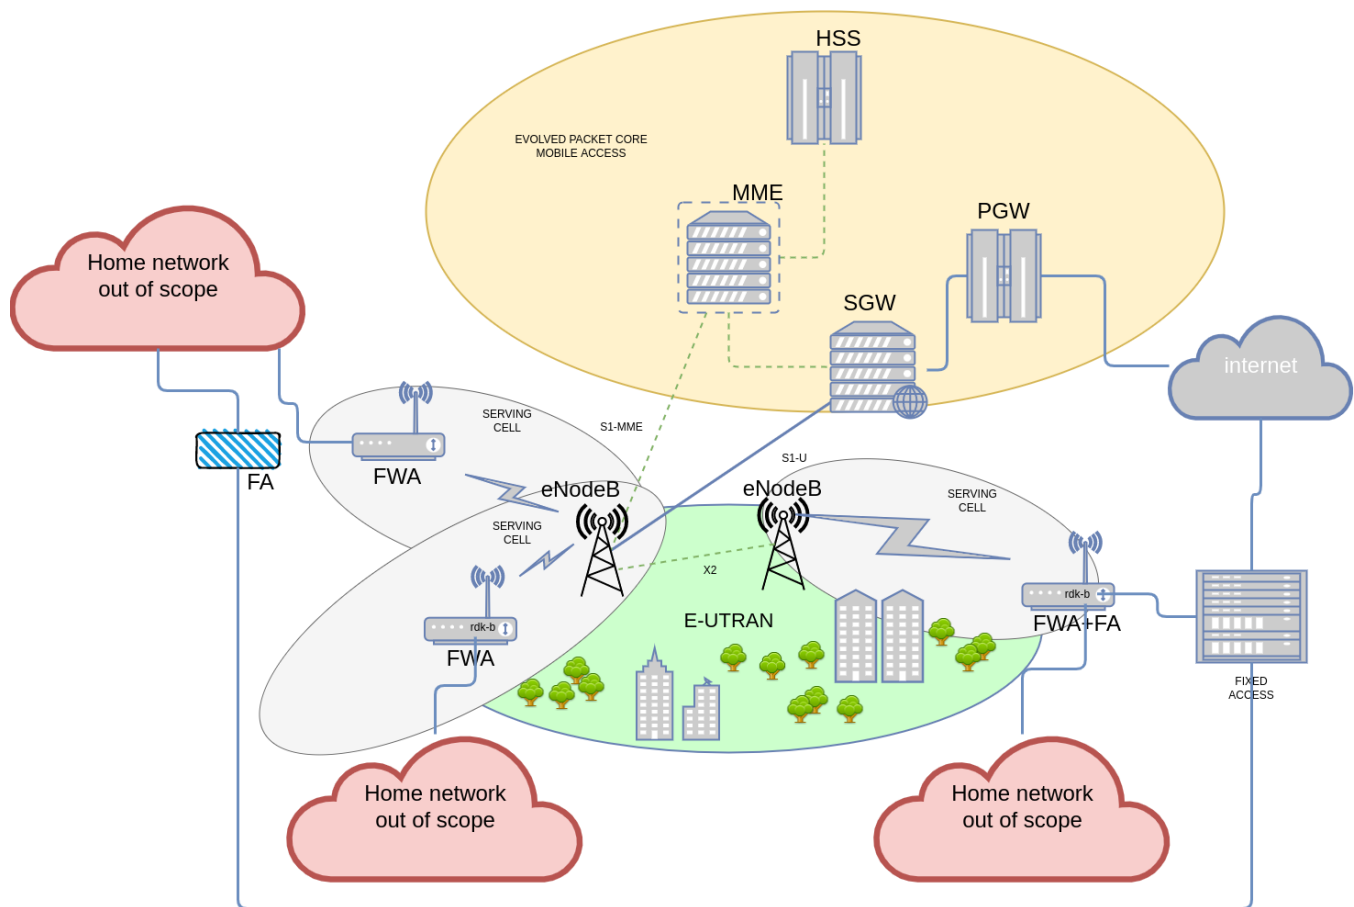 HSS
EVOLVED PACKET CORE
MOBILE ACCESS
MME
PGW
Home network
out of scope
SGW
internet
SERVING
CELL
S1-MME
S1-U
FWA
FA
eNodeB
eNodeB
SERVING
CELL
SERVING
CELL
X2
rdk-b
FWA+FA
E-UTRAN
rdk-b
FWA
FIXED
ACCESS
Home network
out of scope
Home network
out of scope